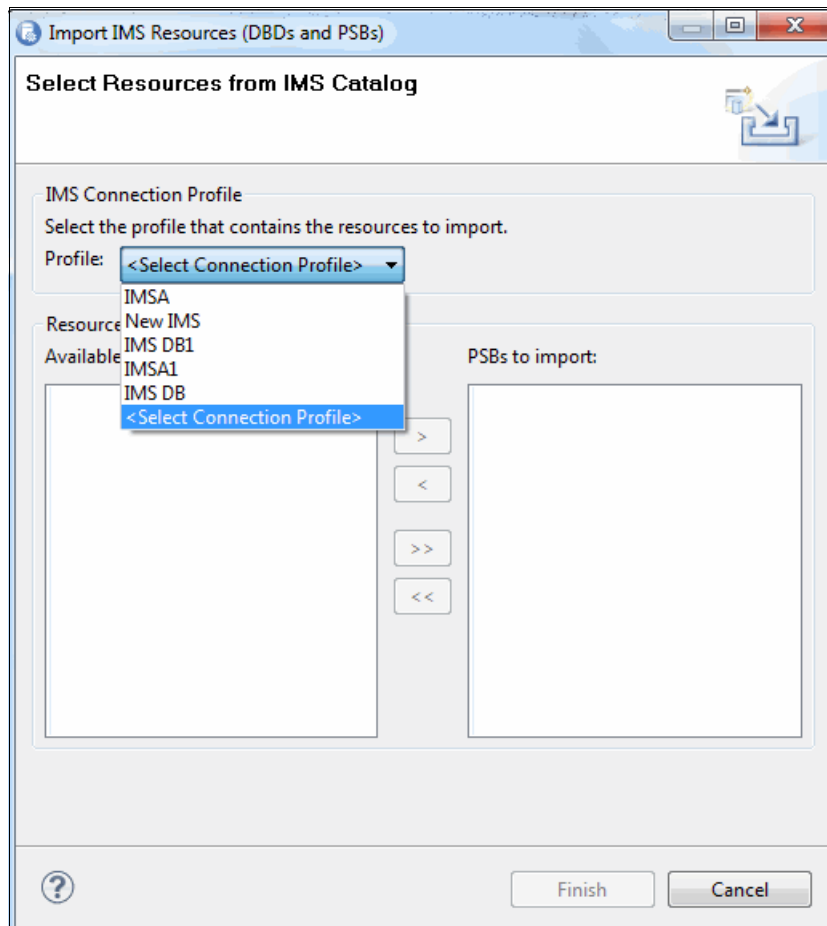 Import IMS Resources (DBDs and PSBs)
Select Resources from IMS Catalog
IMS Connection Profile
Select the profile that contains the resources to import.
Profile: <Select Connection Profile>
IMSA
New IMS
IMS DB1
IMSA1
IMS DB
<Select Connection Profile>
Resource
Available
PSBs to import:
>
<
>>
<<
?
Finish
Cancel